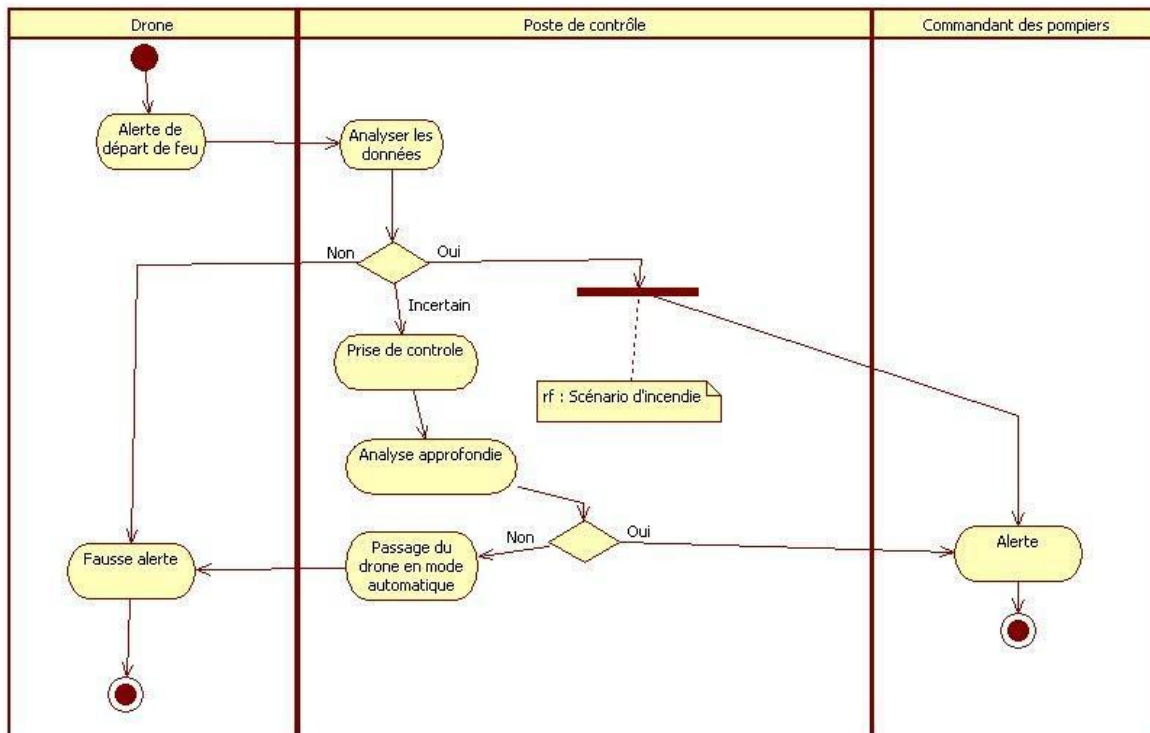 Drone
Poste de contrôle
Commandant des pompiers
Alerte de
départ de feu
Analyser les
données
Non
Oui
Incertain
Prise de controle
rf : Scénario d'incendie
Analyse approfondie
Non
Oui
Fausse alerte
Passage du
drone en mode
automatique
Alerte